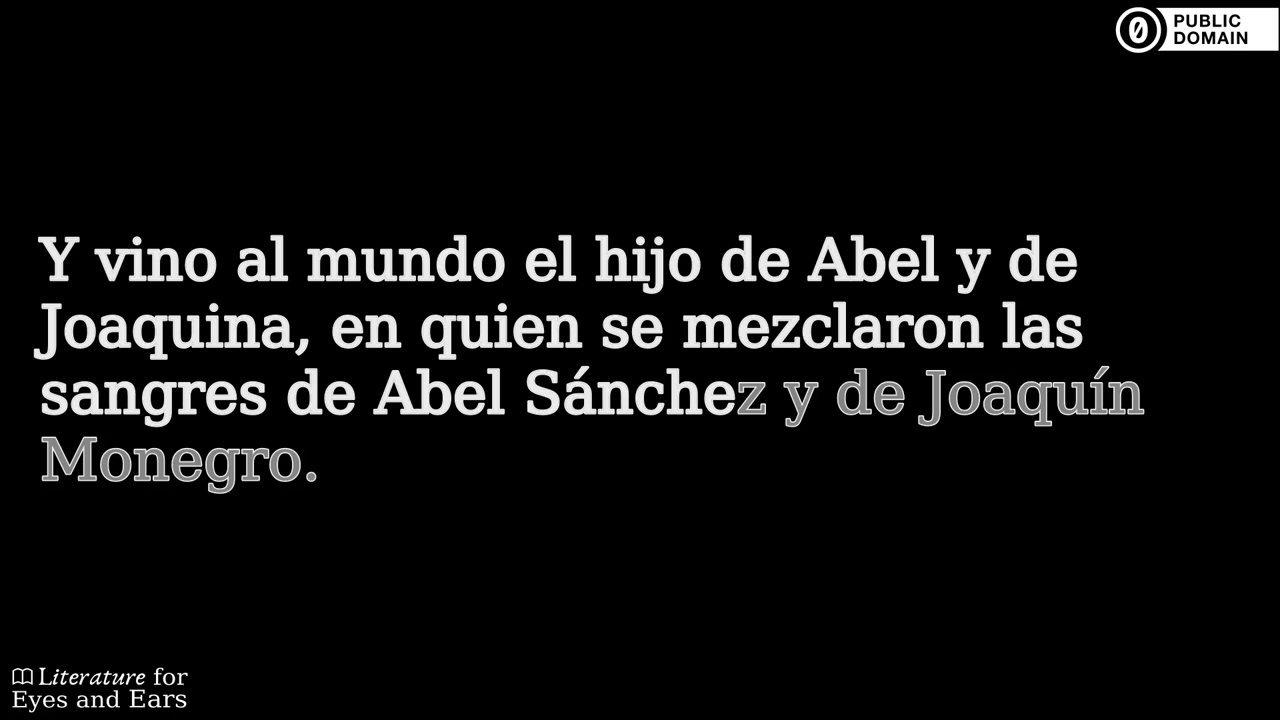 PUBLIC
DOMAIN
Y vino al mundo el hijo de Abel y de
Joaquina, en quien se mezclaron las
sangres de Abel Sánchez y de Joaquín
Monegro.
Literature for
Eyes and Ears